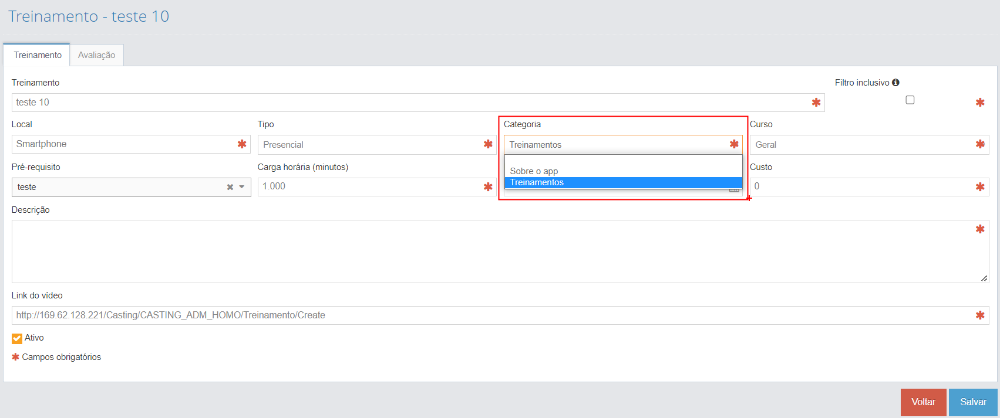 Treinamento - teste 10
Treinamento Avaliação
Treinamento Filtro inclusivo
teste 10
Local Tipo Categoria Curso
Smartphone Presencial Treinamentos Geral
Sobre o app
Treinamentos
Pré-requisito Carga horária (minutos) Custo
teste 1.000 0
Descrição
Link do vídeo
http://169.62.128.221/Casting/CASTING_ADM_HOMO/Treinamento/Create
Ativo
Campos obrigatórios
Voltar Salvar